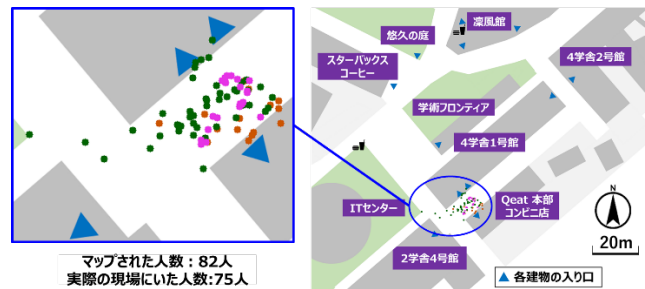 マップされた人数：82人
実際の現場にいた人数:75人
凜風館
悠久の庭
スターバックス
コーヒー
4学舎2号館
学術フロンティア
4学舎1号館
ITセンター
Qeat 本部
コンビニ店
2学舎4号館
N
20m
各建物の入り口